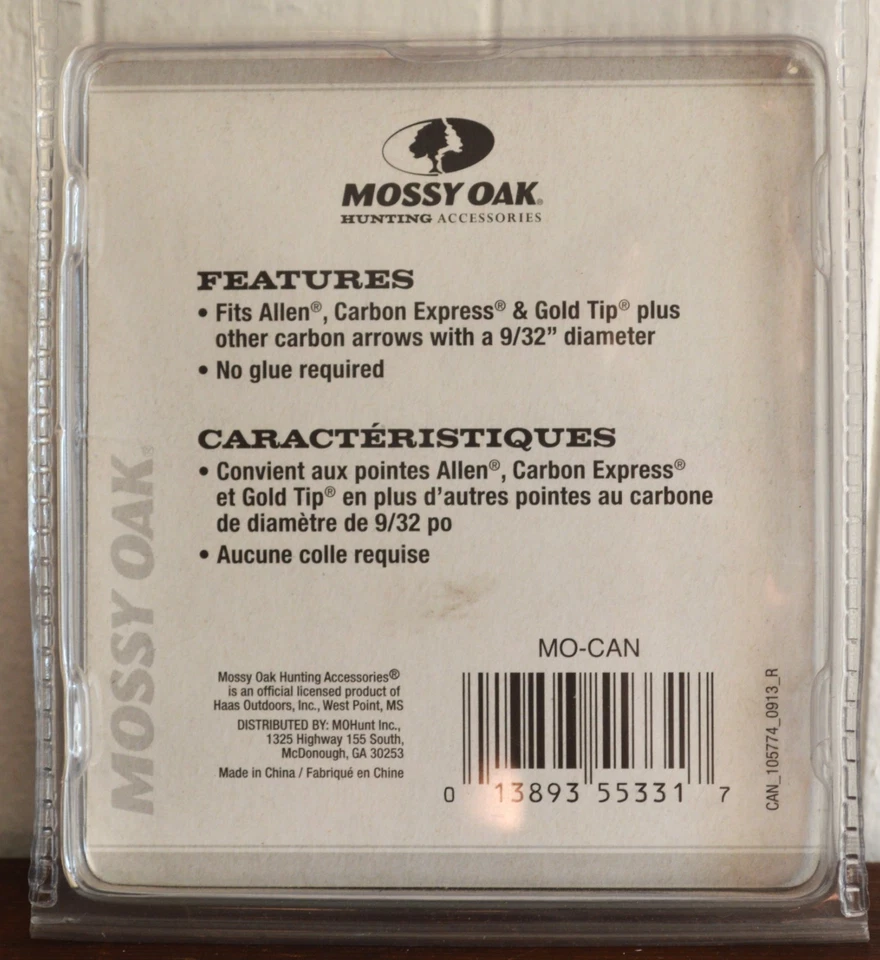 MOSSY OAK®
HUNTING ACCESSORIES
FEATURES
• Fits Allen®, Carbon Express® & Gold Tip® plus
other carbon arrows with a 9/32” diameter
• No glue required
CARACTÉRISTIQUES
• Convient aux pointes Allen®, Carbon Express®
et Gold Tip® en plus d’autres pointes au carbone
de diamètre de 9/32 po
• Aucune colle requise
MOSSY OAK®
Mossy Oak Hunting Accessories®
is an official licensed product of
Haas Outdoors, Inc., West Point, MS
DISTRIBUTED BY: MOHunt Inc.,
1325 Highway 155 South,
McDonough, GA 30253
Made in China / Fabriqué en Chine
MO-CAN
0 13893 55331 7
CAN_105774_0913_R